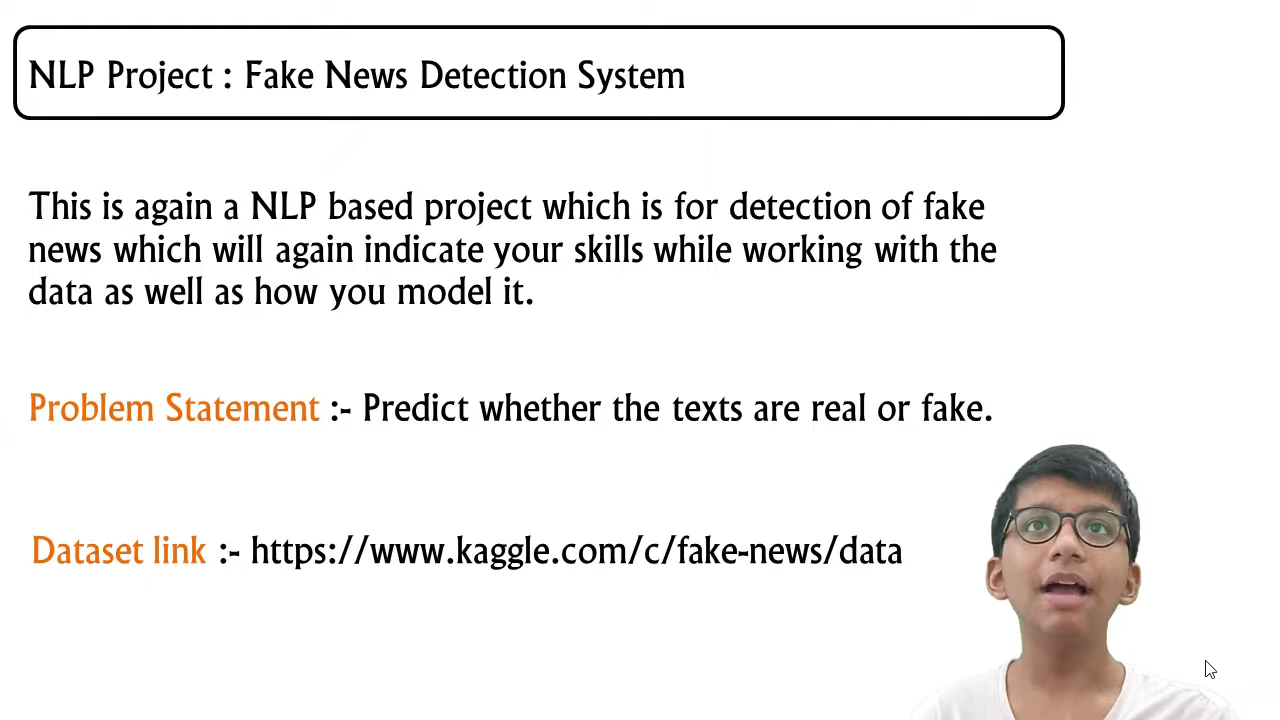 NLP Project : Fake News Detection System
This is again a NLP based project which is for detection of fake
news which will again indicate your skills while working with the
data as well as how you model it.
Problem Statement :- Predict whether the texts are real or fake.
Dataset link :- https://www.kaggle.com/c/fake-news/data